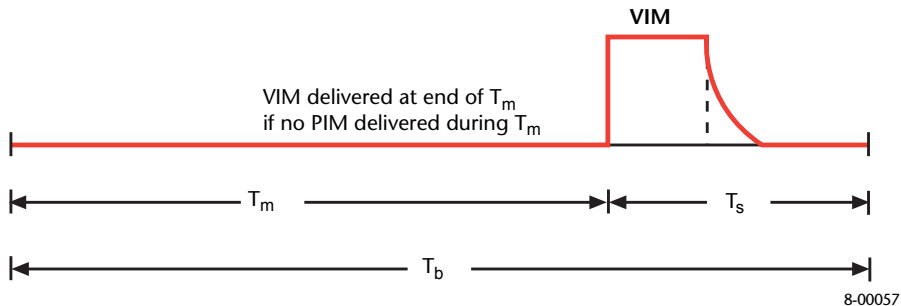 VIM
VIM delivered at end of Tm
if no PIM delivered during Tm
Tm
Ts
Tb
8-00057